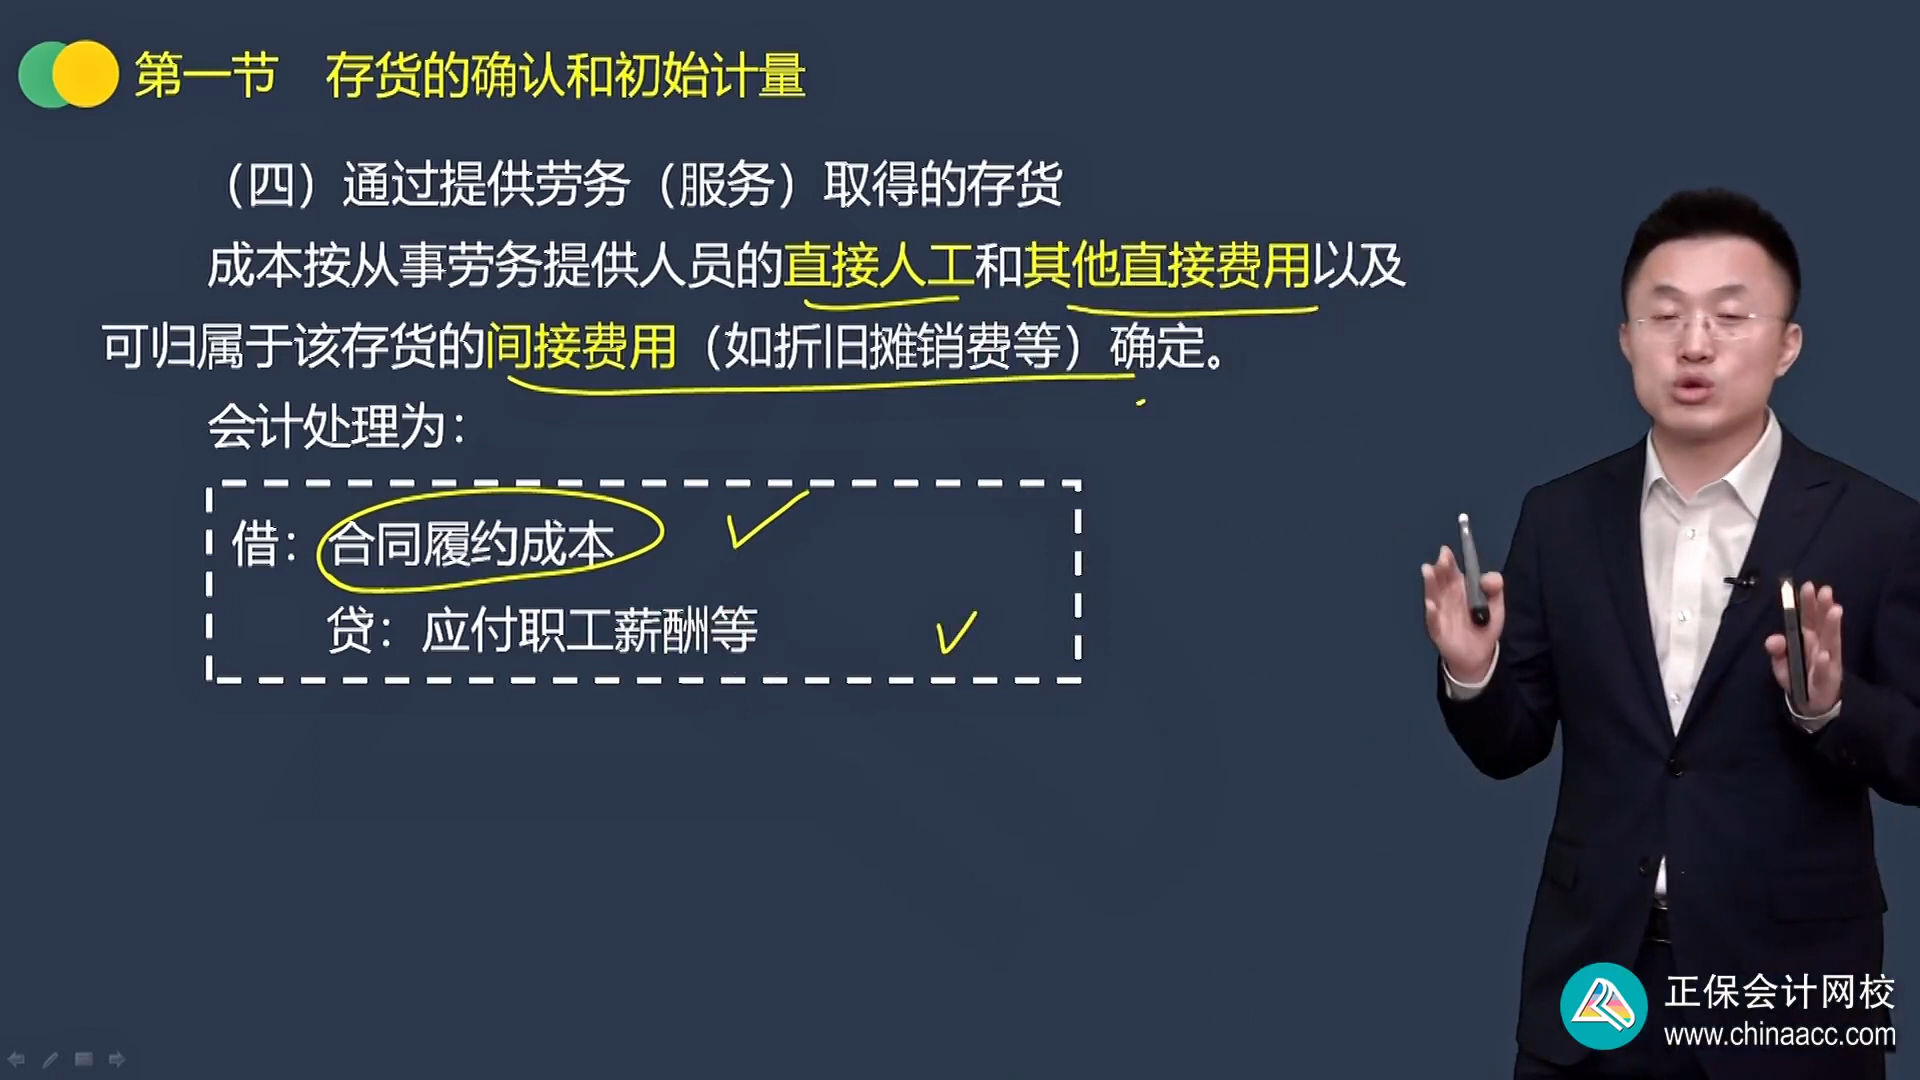 第一节 存货的确认和初始计量
（四）通过提供劳务（服务）取得的存货
成本按从事劳务提供人员的直接人工和其他直接费用以及
可归属于该存货的间接费用（如折旧摊销费等）确定。
会计处理为：
借：合同履约成本
贷：应付职工薪酬等
正保会计网校
www.chinaacc.com